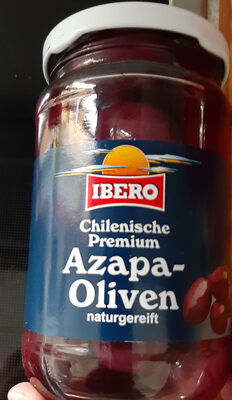 IBERO
Chilenische
Premium
Azapa-
Oliven
naturgereift